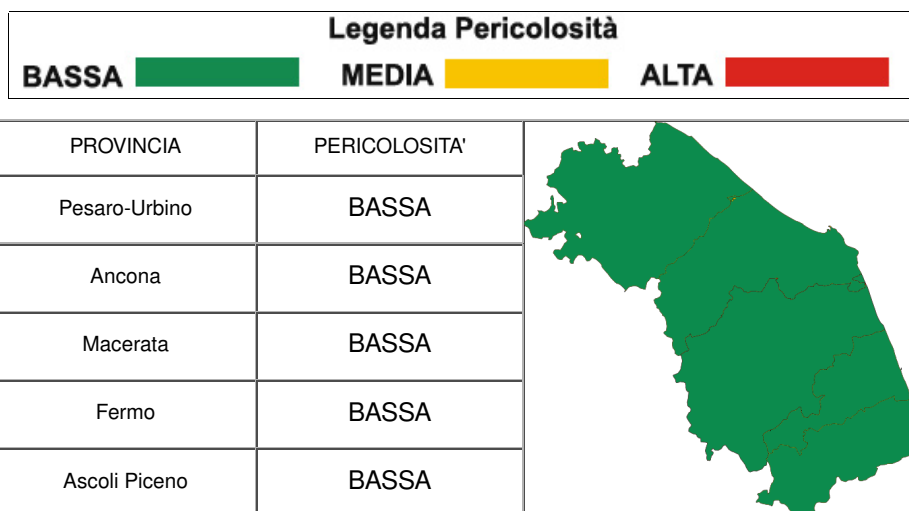 Legenda Pericolosità
BASSA MEDIA ALTA
PROVINCIA PERICOLOSITA'
Pesaro-Urbino BASSA
Ancona BASSA
Macerata BASSA
Fermo BASSA
Ascoli Piceno BASSA